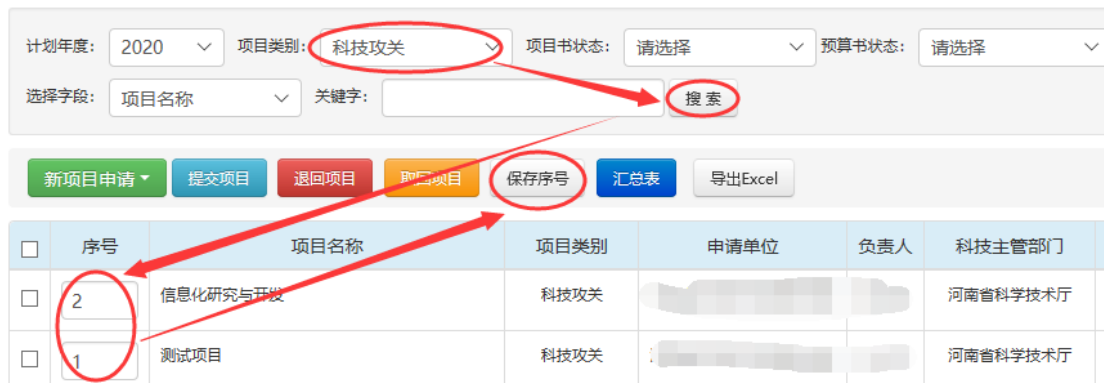 计划年度: 2020 项目类别: 科技攻关 项目书状态: 请选择 预算书状态: 请选择
选择字段: 项目名称 关键字: 搜索
新项目申请 提交项目 退回项目 取回项目 保存序号 汇总表 导出Excel
序号 项目名称 项目类别 申请单位 负责人 科技主管部门
2 信息化研究与开发 科技攻关 河南省科学技术厅
1 测试项目 科技攻关 河南省科学技术厅